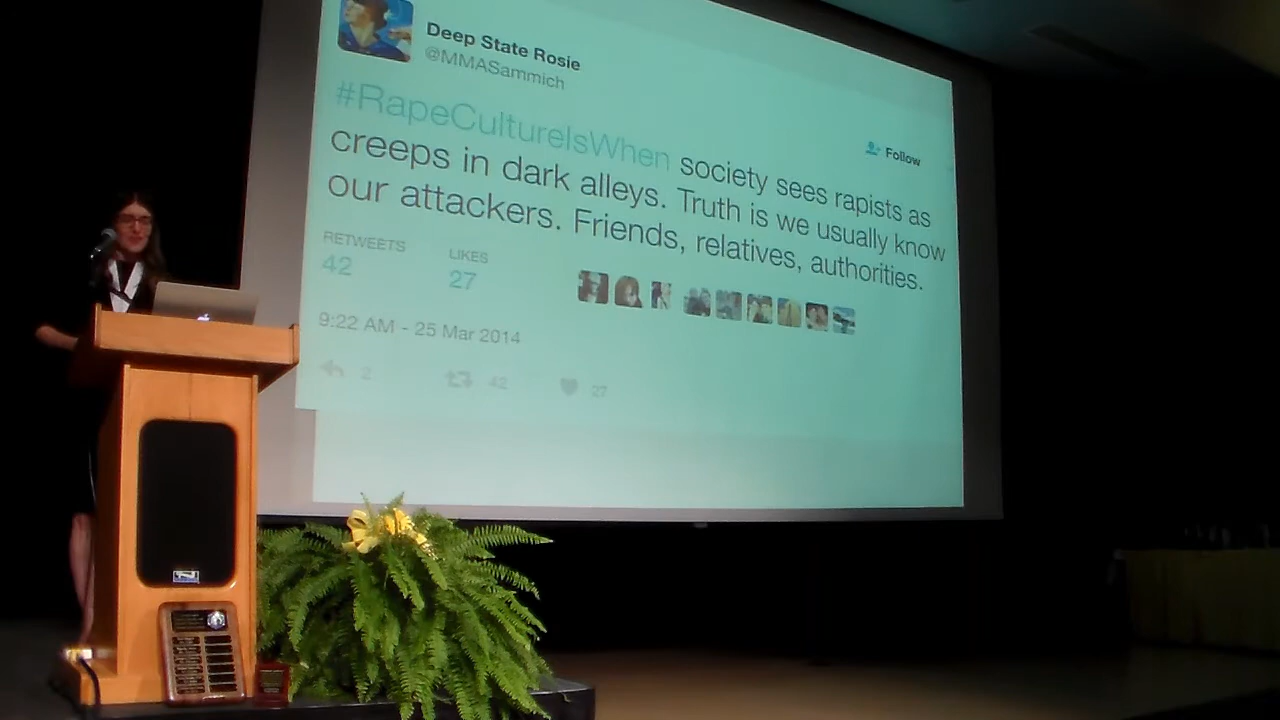 Deep State Rosie
@MMASammich
Follow
#RapeCultureIsWhen society sees rapists as
creeps in dark alleys. Truth is we usually know
our attackers. Friends, relatives, authorities.
RETWEETS
LIKES
42
27
9:22 AM - 25 Mar 2014
2
42
27